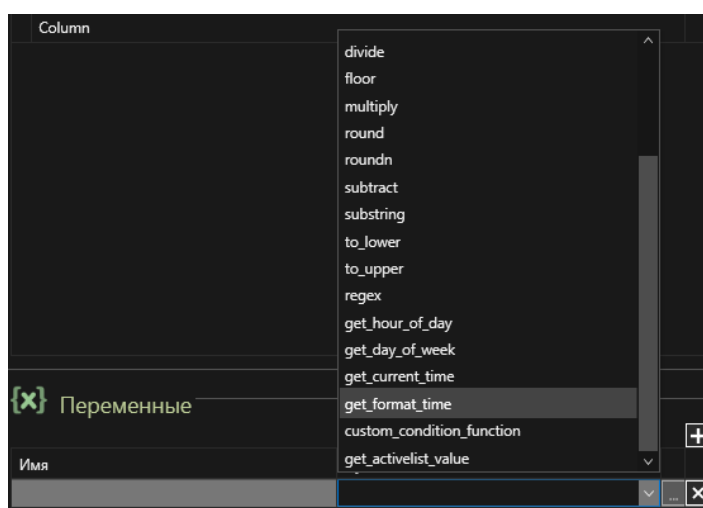 Column
divide
floor
multiply
round
roundn
subtract
substring
to_lower
to_upper
regex
get_hour_of_day
get_day_of_week
get_current_time
{x} Переменные
get_format_time
custom_condition_function
Имя
get_activelist_value
...